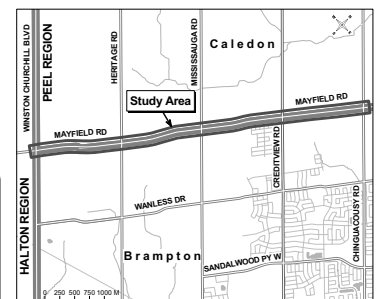 WINSTON CHURCHILL BLVD
PEEL REGION
HERITAGE RD
MISSISSAUGA RD
Caledon
Study Area
MAYFIELD RD
MAYFIELD RD
HALTON REGION
WANLESS DR
CREDITVIEW RD
CHINGUACOUSY RD
Brampton
SANDALWOOD PY W
0 250 500 750 1000 M